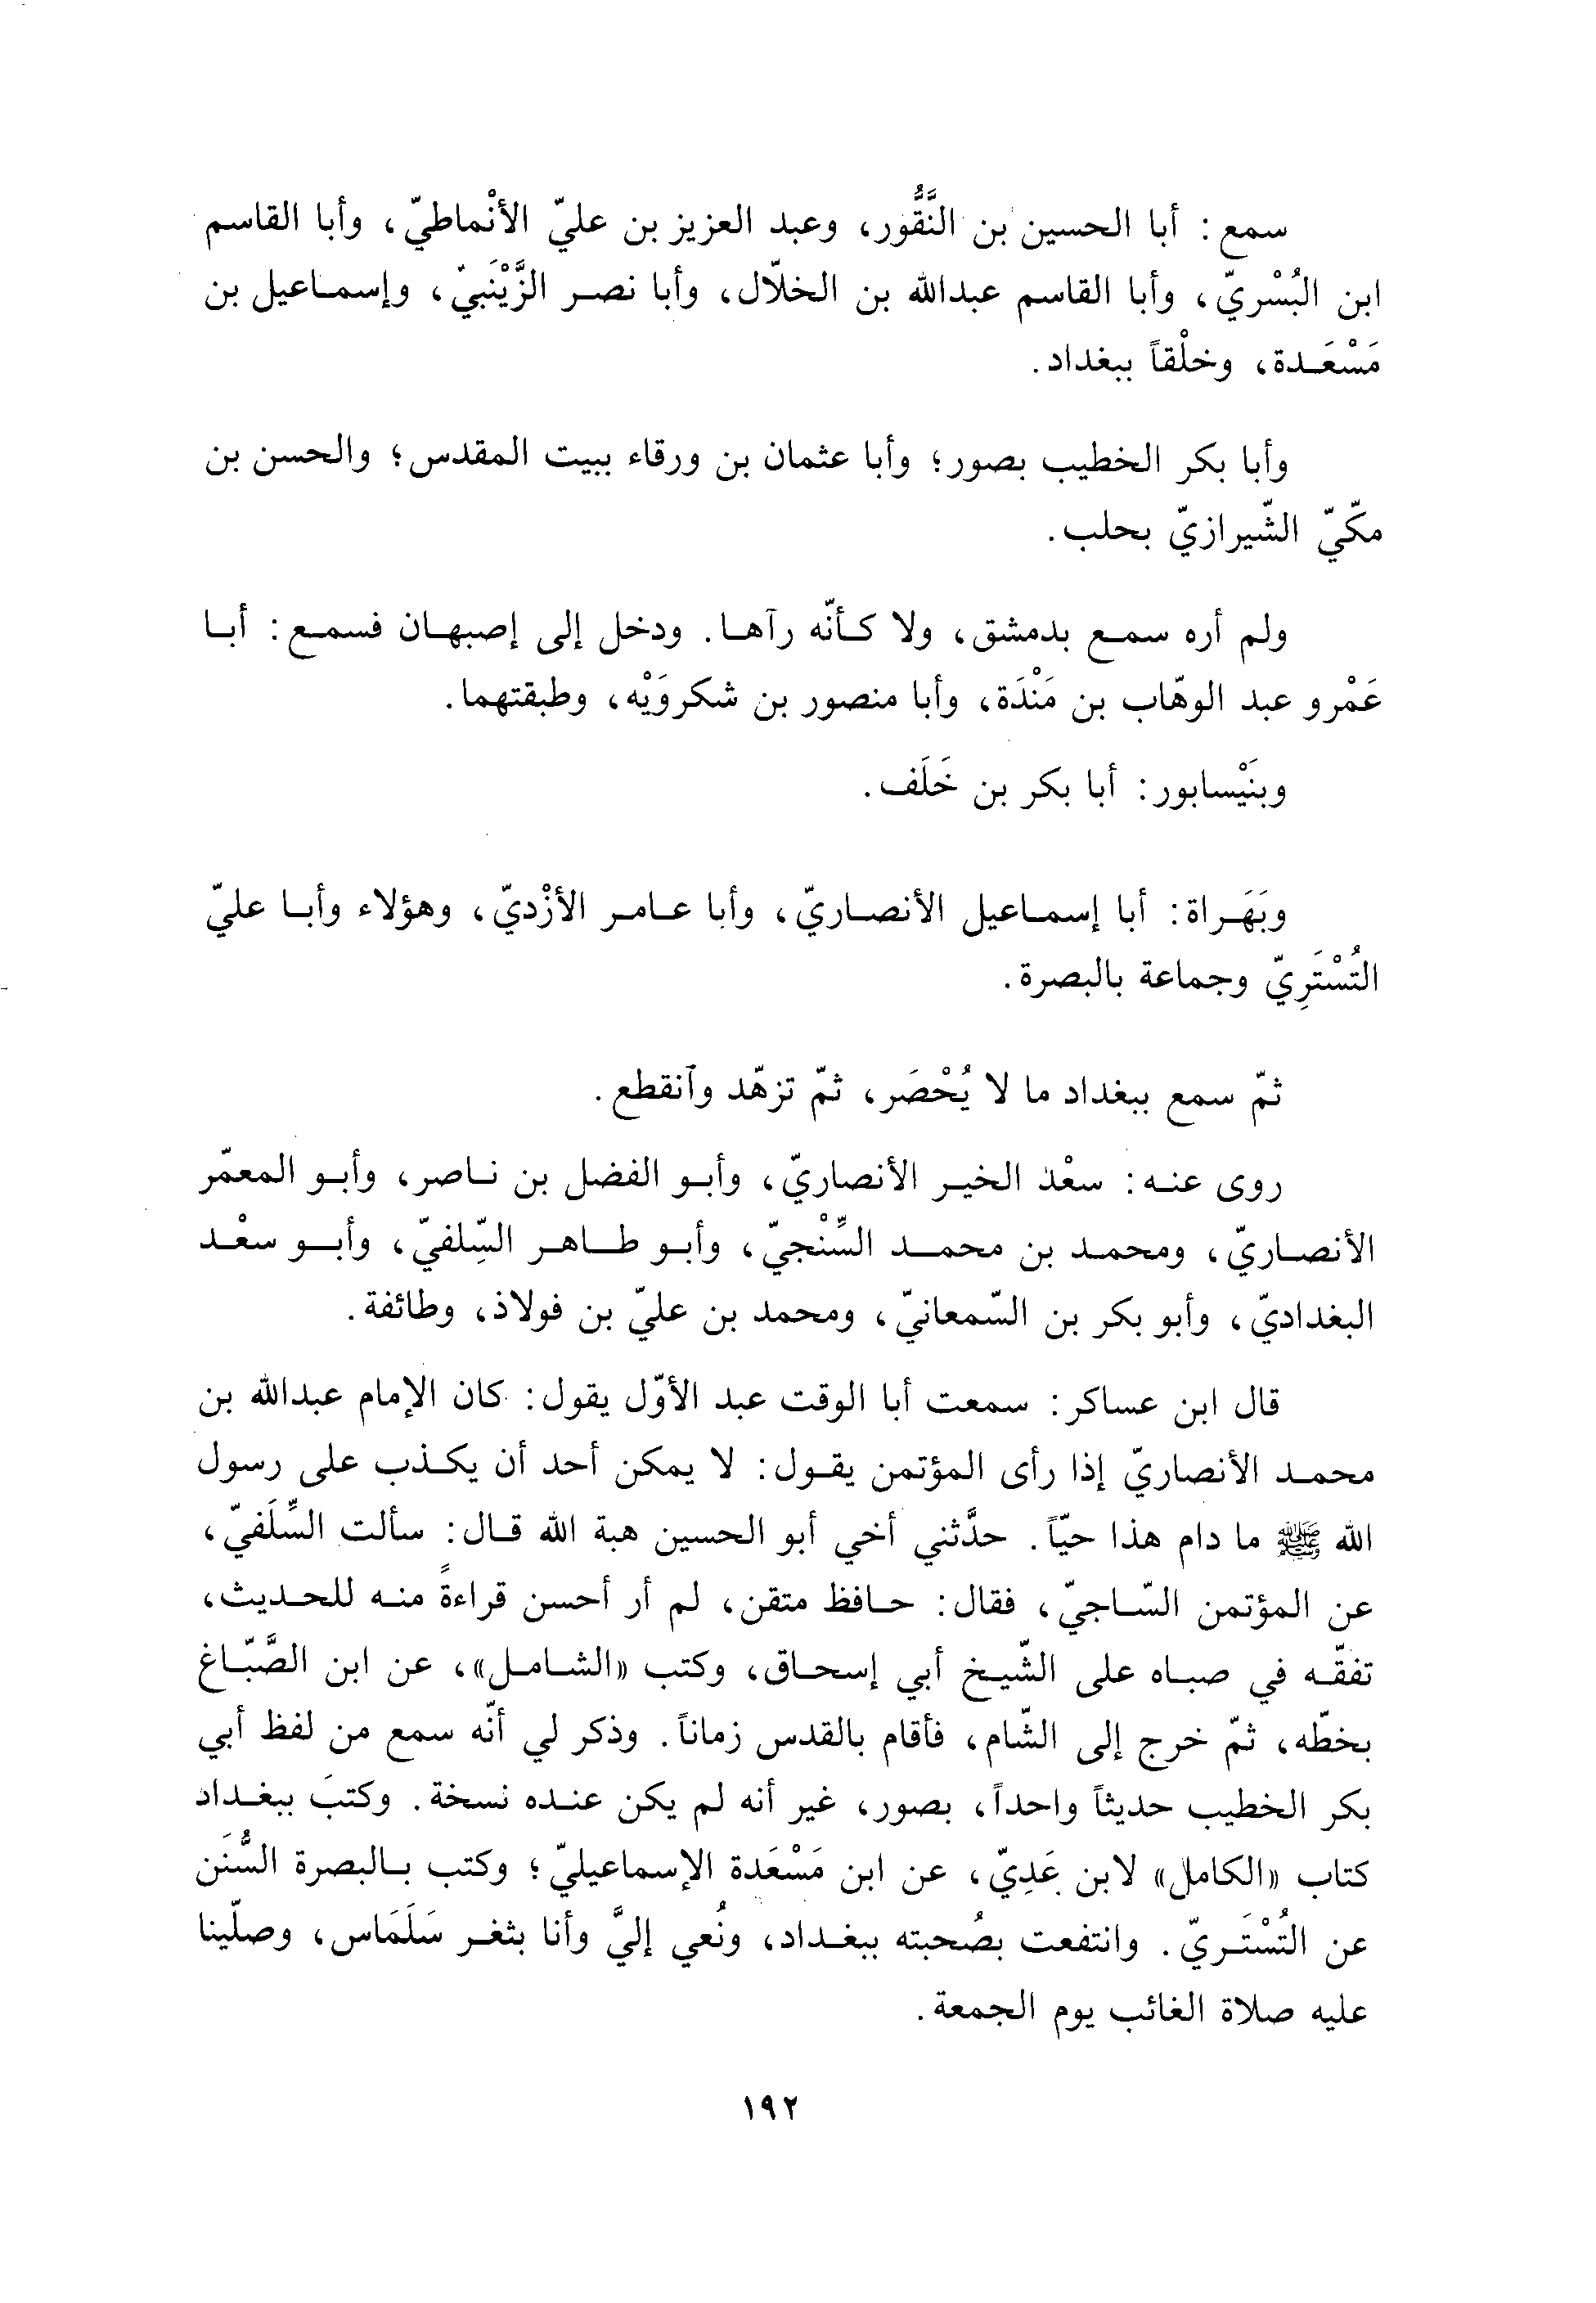 سمع: أبا الحسين بن النَّقُّور، وعبد العزيز بن عليّ الأنْماطيّ، وأبا القاسم
ابن البُسْريّ، وأبا القاسم عبدالله بن الخلّال، وأبا نصر الزَّيْنَبيّ، وإسماعيل بن
مَسْعَدة، وخلْقاً ببغداد.
وأبا بكر الخطيب بصور؛ وأبا عثمان بن ورقاء ببيت المقدس؛ والحسن بن
مكّيّ الشّيرازيّ بحلب.
ولم أره سمع بدمشق، ولا كأنّه رآها. ودخل إلى إصبهان فسمع: أبا
عَمْرو عبد الوهّاب بن مَنْدَة، وأبا منصور بن شكروَيْه، وطبقتهما.
وبنَيْسابور: أبا بكر بن خَلَف.
وبَهَراة: أبا إسماعيل الأنصاريّ، وأبا عامر الأزْديّ، وهؤلاء وأبا عليّ
التُسْتَرِيّ وجماعة بالبصرة.
ثمّ سمع ببغداد ما لا يُحْصَر، ثمّ تزهّد وٱنقطع.
روى عنه: سعْد الخير الأنصاريّ، وأبو الفضل بن ناصر، وأبو المعمّر
الأنصاريّ، ومحمد بن محمد السِّنْجيّ، وأبو طاهر السِّلفيّ، وأبو سعْد
البغداديّ، وأبو بكر بن السّمعانيّ، ومحمد بن عليّ بن فولاذ، وطائفة.
قال ابن عساكر: سمعت أبا الوقت عبد الأوّل يقول: كان الإمام عبدالله بن
محمد الأنصاريّ إذا رأى المؤتمن يقول: لا يمكن أحد أن يكذب على رسول
الله ﷺ ما دام هذا حيّاً. حدَّثني أخي أبو الحسين هبة الله قال: سألت السِّلَفيّ،
عن المؤتمن السّاجيّ، فقال: حافظ متقن، لم أر أحسن قراءةً منه للحديث،
تفقّه في صباه على الشّيخ أبي إسحاق، وكتب «الشامل»، عن ابن الصَّبّاغ
بخطّه، ثمّ خرج إلى الشّام، فأقام بالقدس زماناً. وذكر لي أنّه سمع من لفظ أبي
بكر الخطيب حديثاً واحداً، بصور، غير أنه لم يكن عنده نسخة. وكتبَ ببغداد
كتاب «الكامل» لابن عَدِيّ، عن ابن مَسْعَدة الإسماعيليّ؛ وكتب بالبصرة السُّنَن
عن التُسْتَريّ. وانتفعت بصُحبته ببغداد، ونُعي إليَّ وأنا بثغر سَلَمَاس، وصلّينا
عليه صلاة الغائب يوم الجمعة.
١٩٢